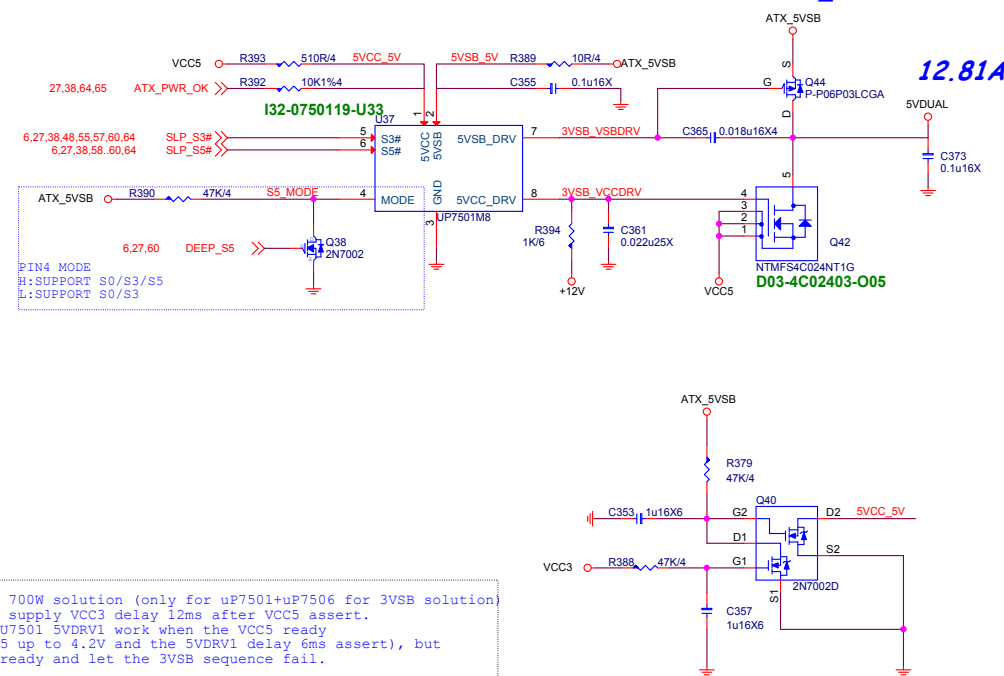 ATX_5VSB
12.81A
VCC5
R393
510R/4
5VCC_5V
5VSB_5V
R389
10R/4
ATX_5VSB
27,38,64,65
ATX_PWR_OK
R392
10K1%4
C355
0.1u16X
S
G
Q44
P-P06P03LCGA
D
5VDUAL
I32-0750119-U33
U37
1
2
6,27,38,48,55,57,60,64
SLP_S3#
5
S3#
5VCC
5VSB
5VSB_DRV
7
3VSB_VSBDRV
C365
0.018u16X4
6,27,38,58..60,64
SLP_S5#
6
S5#
C373
0.1u16X
5
ATX_5VSB
R390
47K/4
S5_MODE
4
MODE
GND
5VCC_DRV
8
3VSB_VCCDRV
4
3
2
1
3
UP7501M8
R394
1K/6
C361
0.022u25X
Q42
6,27,60
DEEP_S5
Q38
2N7002
NTMFS4C024NT1G
D03-4C02403-O05
+12V
VCC5
PIN4 MODE
H:SUPPORT S0/S3/S5
L:SUPPORT S0/S3
ATX_5VSB
R379
47K/4
Q40
C353
1u16X6
G2
D2
5VCC_5V
D1
S2
VCC3
R388
47K/4
G1
2N7002D
S1
C357
1u16X6
700W solution (only for uP7501+uP7506 for 3VSB solution)
supply VCC3 delay 12ms after VCC5 assert.
U7501 5VDRV1 work when the VCC5 ready
5 up to 4.2V and the 5VDRV1 delay 6ms assert), but
ready and let the 3VSB sequence fail.